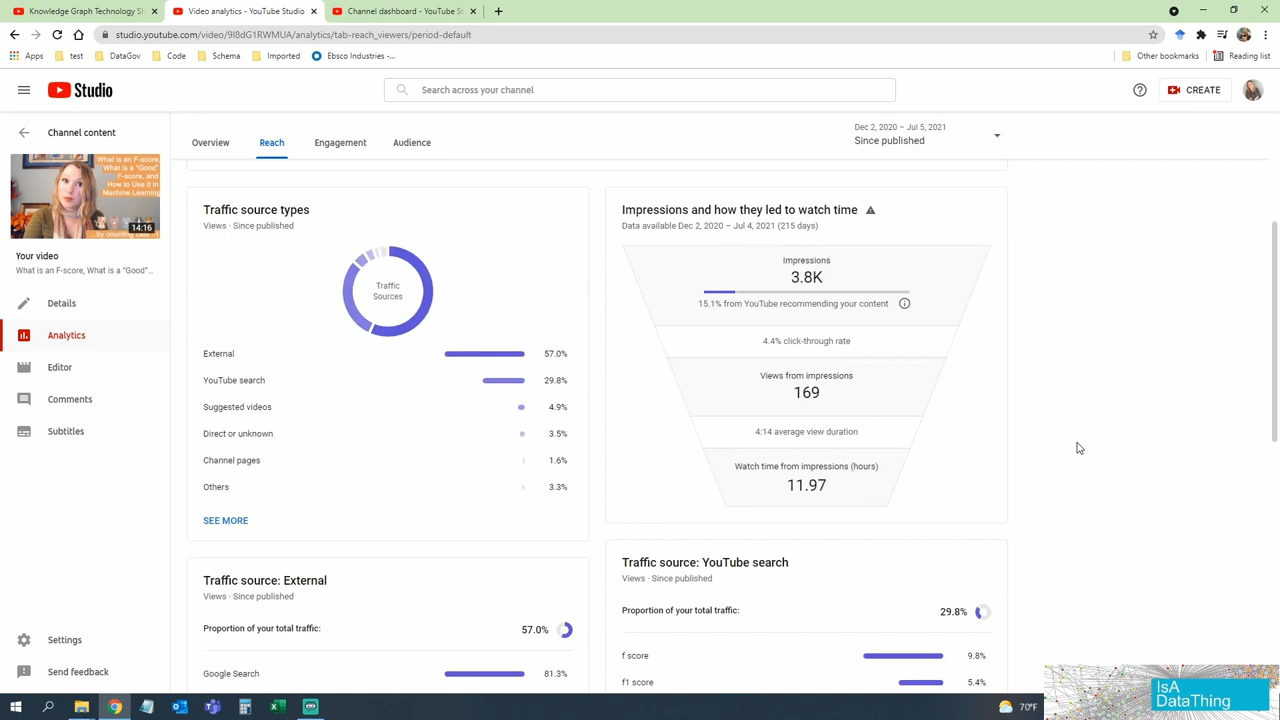 Knowledge Graph Technology Sh
Video analytics - YouTube Studio
Channel dashboard - YouTube St
studio.youtube.com/video/9I8dG1RWMUA/analytics/tab-reach_viewers/period-default
Apps
test
DataGov
Code
Schema
Imported
Ebsco Industries -...
Other bookmarks
Reading list
Studio
Search across your channel
CREATE
Channel content
Overview
Reach
Engagement
Audience
Dec 2, 2020 – Jul 5, 2021
Since published
What is an F-score,
What is a "Good"
F-score, and
How to Use it in
Machine Learning
14:16
Your video
What is an F-score, What is a "Good"...
Details
Analytics
Editor
Comments
Subtitles
Settings
Send feedback
Traffic source types
Views · Since published
Traffic
Sources
External 57.0%
YouTube search 29.8%
Suggested videos 4.9%
Direct or unknown 3.5%
Channel pages 1.6%
Others 3.3%
SEE MORE
Impressions and how they led to watch time
Data available Dec 2, 2020 – Jul 4, 2021 (215 days)
Impressions
3.8K
15.1% from YouTube recommending your content
4.4% click-through rate
Views from impressions
169
4:14 average view duration
Watch time from impressions (hours)
11.97
Traffic source: External
Views · Since published
Proportion of your total traffic: 57.0%
Google Search 81.3%
Traffic source: YouTube search
Views · Since published
Proportion of your total traffic: 29.8%
f score 9.8%
f1 score 5.4%
70°F
IsA
DataThing